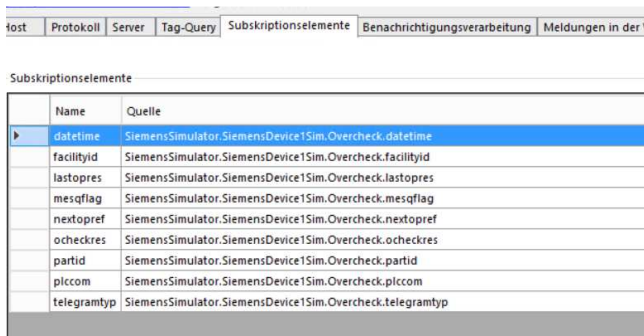 Host Protokoll Server Tag-Query Subskriptionselemente Benachrichtigungsverarbeitung Meldungen in der
Subskriptionselemente
Name Quelle
datetime SiemensSimulator.SiemensDevice1Sim.Overcheck.datetime
facilityid SiemensSimulator.SiemensDevice1Sim.Overcheck.facilityid
lastopres SiemensSimulator.SiemensDevice1Sim.Overcheck.lastopres
mesqflag SiemensSimulator.SiemensDevice1Sim.Overcheck.mesqflag
nextopref SiemensSimulator.SiemensDevice1Sim.Overcheck.nextopref
ocheckres SiemensSimulator.SiemensDevice1Sim.Overcheck.ocheckres
partid SiemensSimulator.SiemensDevice1Sim.Overcheck.partid
plccom SiemensSimulator.SiemensDevice1Sim.Overcheck.plccom
telegramtyp SiemensSimulator.SiemensDevice1Sim.Overcheck.telegramtyp